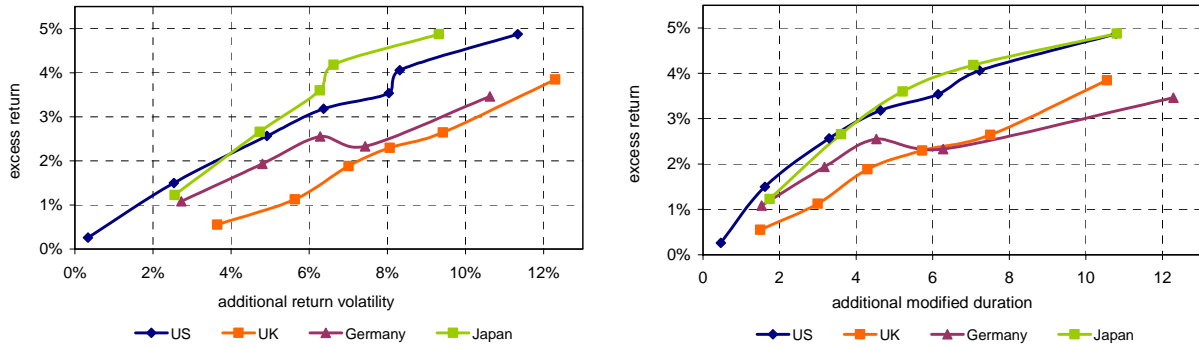 5%
4%
3%
2%
1%
0%
excess return
0% 2% 4% 6% 8% 10% 12%
additional return volatility
US UK Germany Japan
5%
4%
3%
2%
1%
0%
excess return
0 2 4 6 8 10 12
additional modified duration
US UK Germany Japan